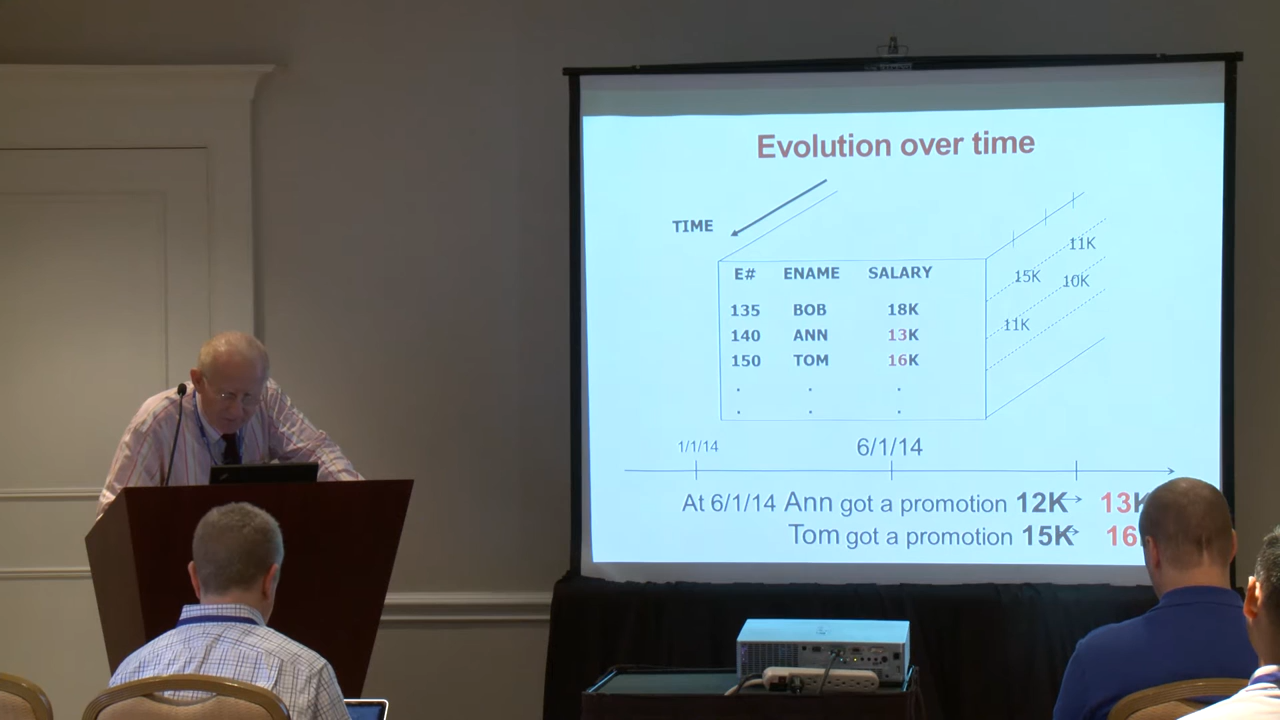 Evolution over time
TIME
11K
15K
10K
11K
E# ENAME SALARY
135 BOB 18K
140 ANN 13K
150 TOM 16K
. . .
. . .
1/1/14 6/1/14
At 6/1/14 Ann got a promotion 12K→ 13K
Tom got a promotion 15K→ 16